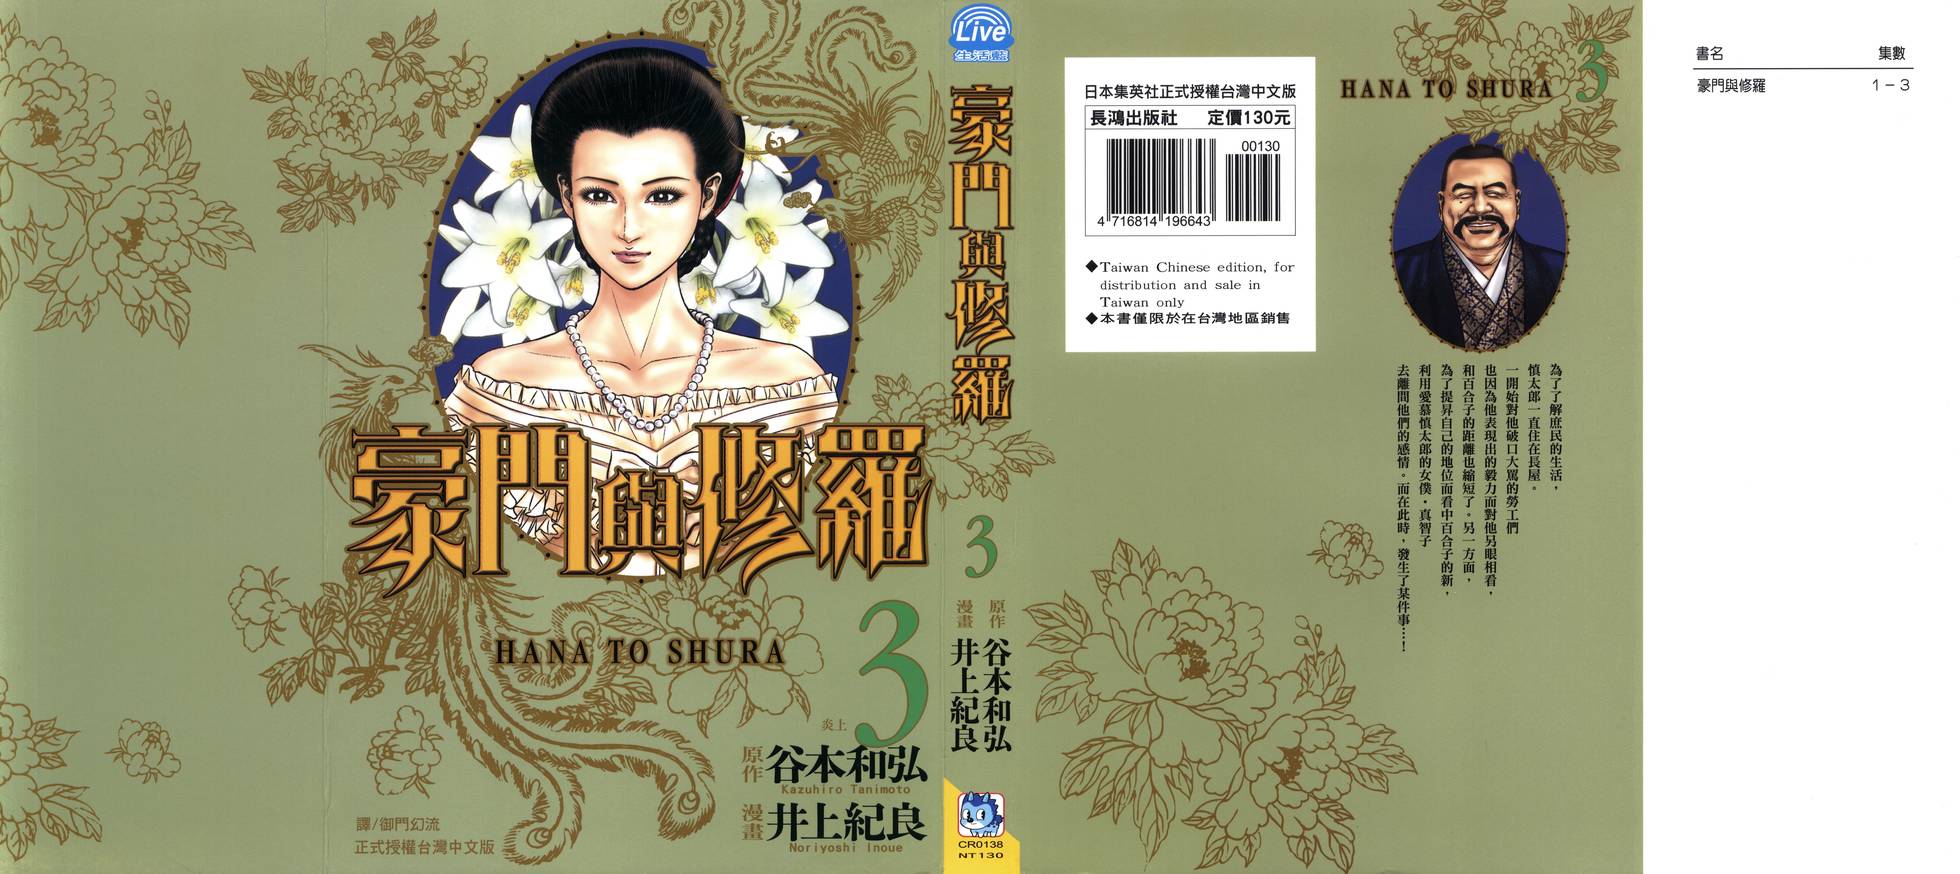 豪門與修羅
HANA TO SHURA
3
炎上
原作
谷本和弘
Kazuhiro Tanimoto
漫畫
井上紀良
Noriyoshi Inoue
譯/御門幻流
正式授權台灣中文版
Live
生活藍
豪門與修羅
3
原作
谷本和弘
漫畫
井上紀良
CR0138
NT130
日本集英社正式授權台灣中文版
長鴻出版社 定價130元
00130
4 716814 196643
◆Taiwan Chinese edition, for
distribution and sale in
Taiwan only
◆本書僅限於在台灣地區銷售
HANA TO SHURA
3
為了了解庶民的生活，
慎太郎一直住在長屋。
一開始對他破口大罵的勞工們
也因為他表現出的毅力而對他另眼相看，
和百合子的距離也縮短了。另一方面，
為了提昇自己的地位而看中百合子的新，
利用愛慕慎太郎的女僕・真智子
去離間他們的感情。而在此時，發生了某件事…！
書名 集數
豪門與修羅 1－3